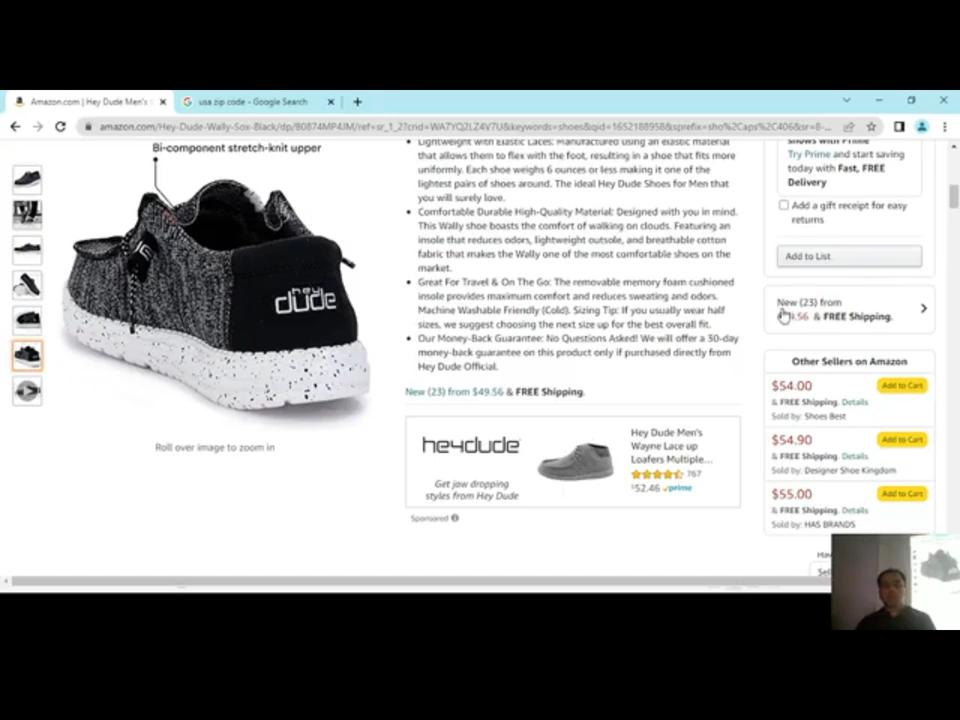 Amazon.com | Hey Dude Men's
usa zip code - Google Search
amazon.com/Hey-Dude-Wally-Sox-Black/dp/B0874MP4JM/ref=sr_1_2?crid=WA7YQ2LZ4V7U&keywords=shoes&qid=1652188958&sprefix=sho%2Caps%2C406&sr=8-...
Bi-component stretch-knit upper
hey
dude
Roll over image to zoom in
Lightweight with Elastic Laces: Manufactured using an elastic material
that allows them to flex with the foot, resulting in a shoe that fits more
uniformly. Each shoe weighs 6 ounces or less making it one of the
lightest pairs of shoes around. The ideal Hey Dude Shoes for Men that
you will surely love.
• Comfortable Durable High-Quality Material: Designed with you in mind.
This Wally shoe boasts the comfort of walking on clouds. Featuring an
insole that reduces odors, lightweight outsole, and breathable cotton
fabric that makes the Wally one of the most comfortable shoes on the
market.
• Great For Travel & On The Go: The removable memory foam cushioned
insole provides maximum comfort and reduces sweating and odors.
Machine Washable Friendly (Cold). Sizing Tip: If you usually wear half
sizes, we suggest choosing the next size up for the best overall fit.
• Our Money-Back Guarantee: No Questions Asked! We will offer a 30-day
money-back guarantee on this product only if purchased directly from
Hey Dude Official.
New (23) from $49.56 & FREE Shipping.
heydude
Get jaw dropping
styles from Hey Dude
Hey Dude Men's
Wayne Lace up
Loafers Multiple...
767
$52.46 prime
Sponsored
shows with Prime
Try Prime and start saving
today with Fast, FREE
Delivery
Add a gift receipt for easy
returns
Add to List
New (23) from
9.56 & FREE Shipping.
Other Sellers on Amazon
$54.00 Add to Cart
& FREE Shipping. Details
Sold by: Shoes Best
$54.90 Add to Cart
& FREE Shipping. Details
Sold by: Designer Shoe Kingdom
$55.00 Add to Cart
& FREE Shipping. Details
Sold by: HAS BRANDS